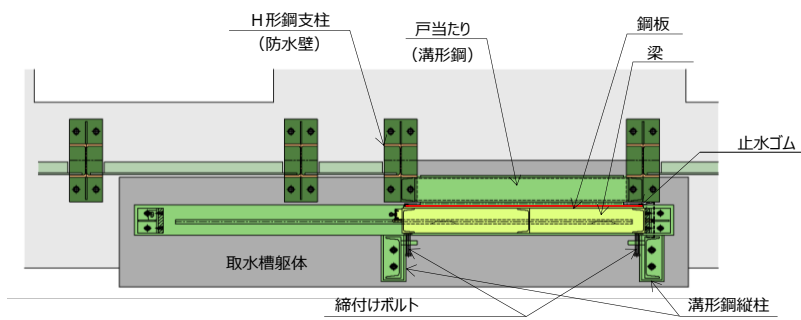 H形鋼支柱
（防水壁）
戸当たり
（溝形鋼）
鋼板
梁
止水ゴム
取水槽躯体
締付けボルト
溝形鋼縦柱